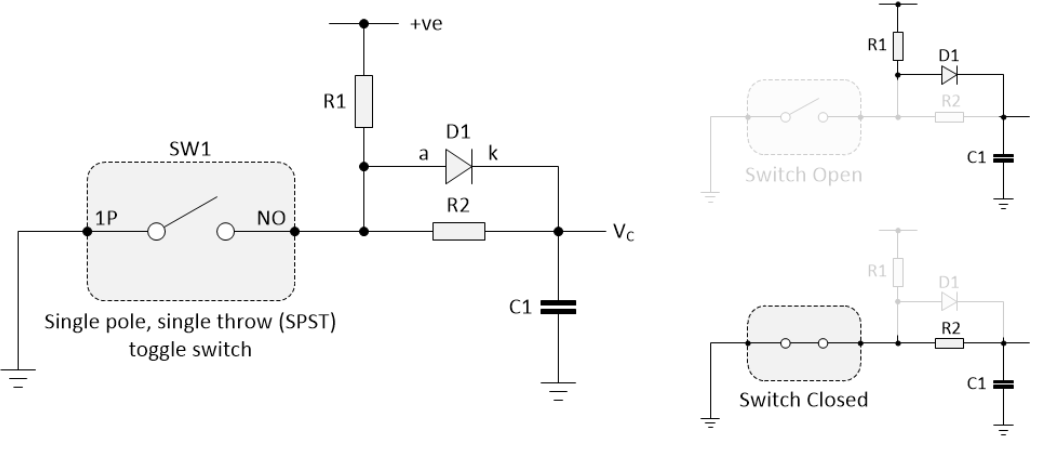 +ve
R1
D1
a
k
SW1
R2
1P
NO
V_C
C1
Single pole, single throw (SPST)
toggle switch
R1
D1
R2
C1
Switch Open
R1
D1
R2
C1
Switch Closed